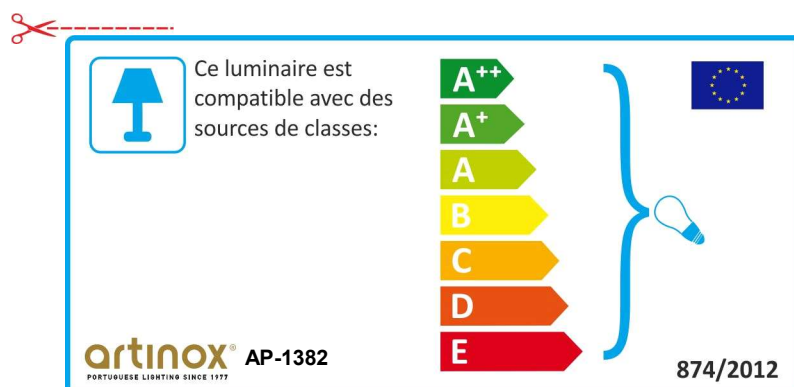 Ce luminaire est
compatible avec des
sources de classes:
A++
A+
A
B
C
D
E
artinox® AP-1382
PORTUGUESE LIGHTING SINCE 1977
874/2012